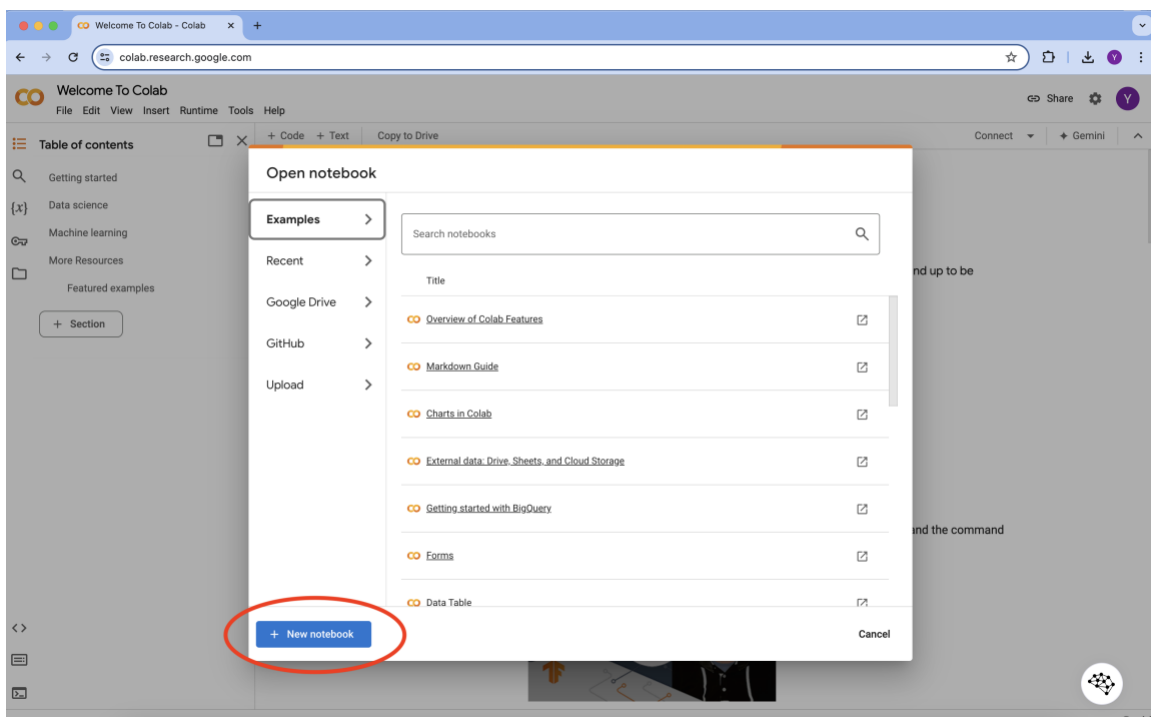 Welcome To Colab - Colab
colab.research.google.com
Y
Welcome To Colab
File Edit View Insert Runtime Tools Help
Share
Y
Table of contents
+ Code + Text Copy to Drive
Connect
Gemini
Getting started
Data science
{x}
Machine learning
More Resources
Featured examples
+ Section
Open notebook
Examples
Recent
Google Drive
GitHub
Upload
Search notebooks
Title
Overview of Colab Features
Markdown Guide
Charts in Colab
External data: Drive, Sheets, and Cloud Storage
Getting started with BigQuery
Forms
Data Table
+ New notebook
Cancel
nd up to be
and the command